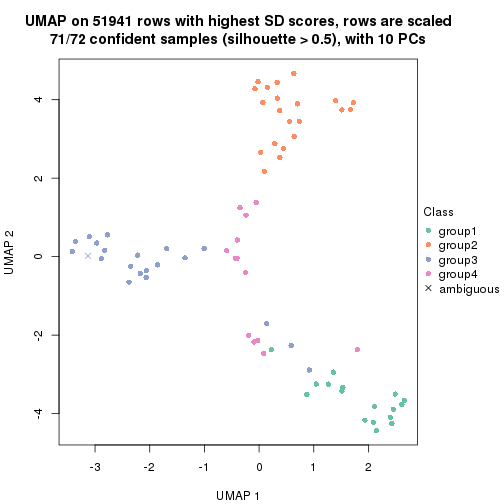 UMAP on 51941 rows with highest SD scores, rows are scaled
71/72 confident samples (silhouette > 0.5), with 10 PCs
4
2
0
-2
-4
UMAP 2
-3
-2
-1
0
1
2
UMAP 1
Class
group1
group2
group3
group4
ambiguous